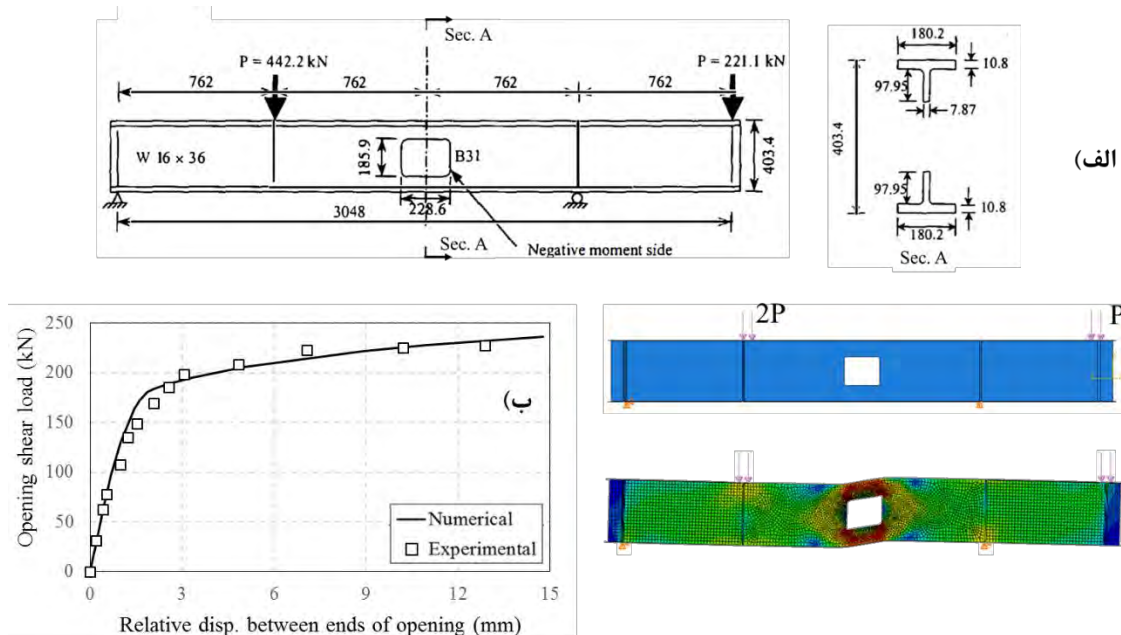 Sec. A
P = 442.2 kN
P = 221.1 kN
762 762 762 762
W 16 × 36
185.9
B31
403.4
228.6
3048
Negative moment side
Sec. A
180.2
10.8
97.95
7.87
403.4
97.95
10.8
180.2
Sec. A
الف)
250
200
150
100
50
0
0 3 6 9 12 15
Opening shear load (kN)
Relative disp. between ends of opening (mm)
ب)
Numerical
Experimental
2P
P